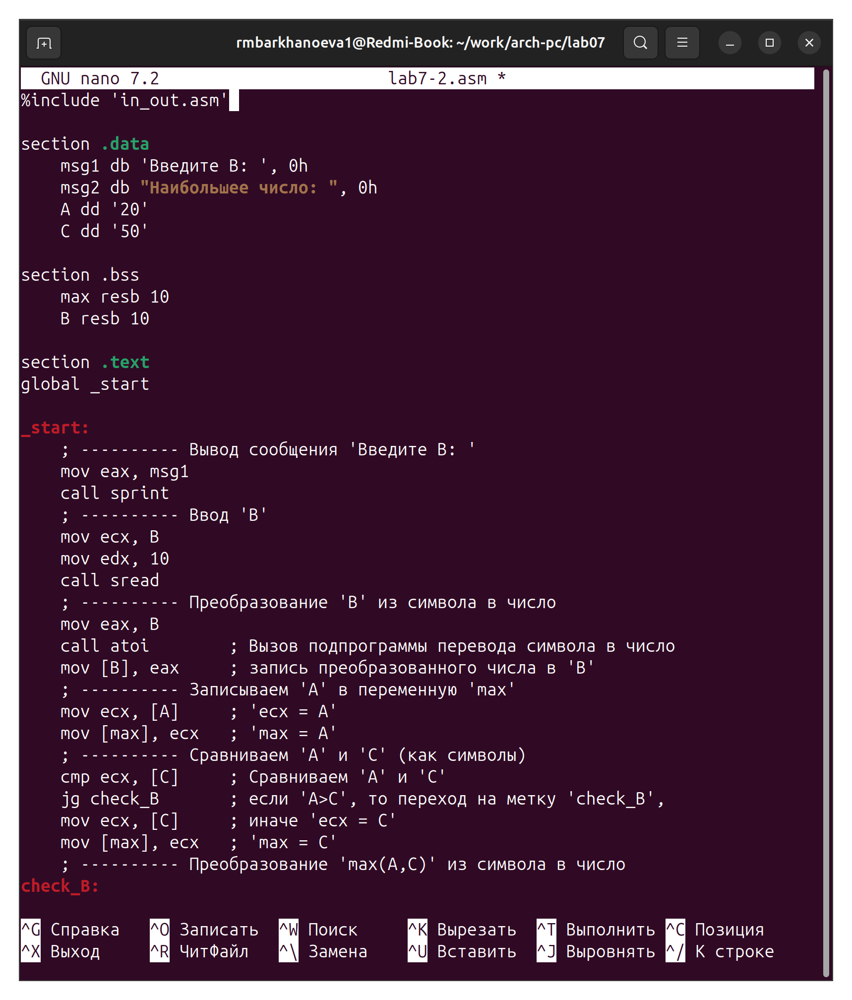 rmbarkhanoeva1@Redmi-Book: ~/work/arch-pc/lab07
GNU nano 7.2 lab7-2.asm *
%include 'in_out.asm'
section .data
msg1 db 'Введите B: ', 0h
msg2 db "Наибольшее число: ", 0h
A dd '20'
C dd '50'
section .bss
max resb 10
B resb 10
section .text
global _start
_start:
; ---------- Вывод сообщения 'Введите B: '
mov eax, msg1
call sprint
; ---------- Ввод 'B'
mov ecx, B
mov edx, 10
call sread
; ---------- Преобразование 'B' из символа в число
mov eax, B
call atoi ; Вызов подпрограммы перевода символа в число
mov [B], eax ; запись преобразованного числа в 'B'
; ---------- Записываем 'A' в переменную 'max'
mov ecx, [A] ; 'ecx = A'
mov [max], ecx ; 'max = A'
; ---------- Сравниваем 'A' и 'C' (как символы)
cmp ecx, [C] ; Сравниваем 'A' и 'C'
jg check_B ; если 'A>C', то переход на метку 'check_B',
mov ecx, [C] ; иначе 'ecx = C'
mov [max], ecx ; 'max = C'
; ---------- Преобразование 'max(A,C)' из символа в число
check_B:
^G Справка ^O Записать ^W Поиск ^K Вырезать ^T Выполнить ^C Позиция
^X Выход ^R ЧитФайл ^\ Замена ^U Вставить ^J Выровнять ^/ К строке